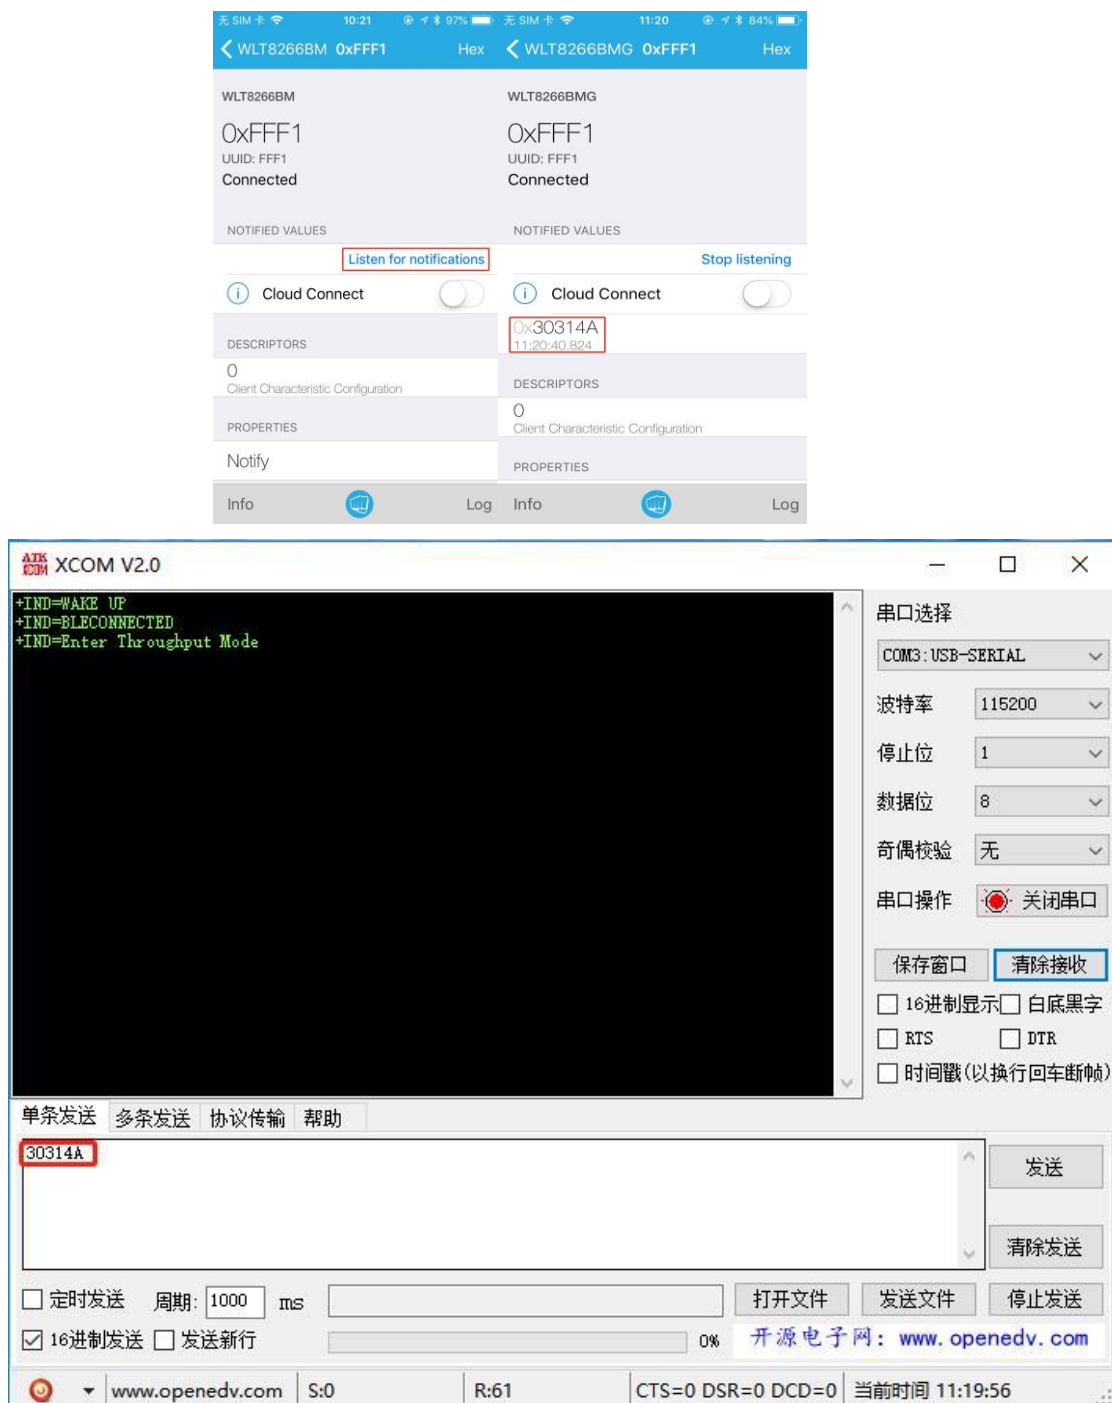 无 SIM 卡 10:21 97%
WLT8266BM 0xFFF1 Hex
WLT8266BM
0xFFF1
UUID: FFF1
Connected
NOTIFIED VALUES
Listen for notifications
Cloud Connect
DESCRIPTORS
0
Client Characteristic Configuration
PROPERTIES
Notify
Info Log
无 SIM 卡 11:20 84%
WLT8266BMG 0xFFF1 Hex
WLT8266BMG
0xFFF1
UUID: FFF1
Connected
NOTIFIED VALUES
Stop listening
Cloud Connect
0x30314A
11:20:40.824
DESCRIPTORS
0
Client Characteristic Configuration
PROPERTIES
Info Log
ATK XCOM XCOM V2.0
+IND=WAKE UP
+IND=BLECONNECTED
+IND=Enter Throughput Mode
串口选择
COM3:USB-SERIAL
波特率 115200
停止位 1
数据位 8
奇偶校验 无
串口操作 关闭串口
保存窗口 清除接收
16进制显示 白底黑字
RTS DTR
时间戳(以换行回车断帧)
单条发送 多条发送 协议传输 帮助
30314A
发送
清除发送
定时发送 周期: 1000 ms 打开文件 发送文件 停止发送
16进制发送 发送新行 0% 开源电子网: www.openedv.com
www.openedv.com S:0 R:61 CTS=0 DSR=0 DCD=0 当前时间 11:19:56